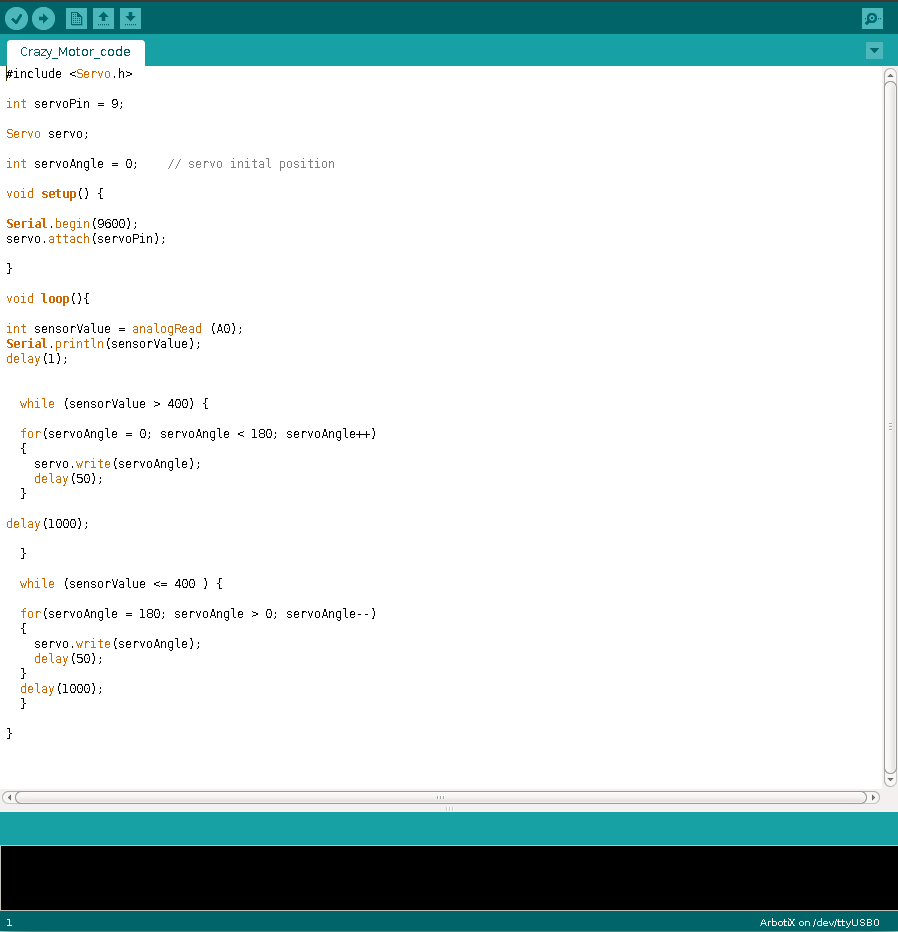 Crazy_Motor_code
#include <Servo.h>
int servoPin = 9;
Servo servo;
int servoAngle = 0;    // servo inital position
void setup() {
Serial.begin(9600);
servo.attach(servoPin);
}
void loop(){
int sensorValue = analogRead (A0);
Serial.println(sensorValue);
delay(1);
while (sensorValue > 400) {
for(servoAngle = 0; servoAngle < 180; servoAngle++)
{
servo.write(servoAngle);
delay(50);
}
delay(1000);
}
while (sensorValue <= 400 ) {
for(servoAngle = 180; servoAngle > 0; servoAngle--)
{
servo.write(servoAngle);
delay(50);
}
delay(1000);
}
}
1
ArbotiX on /dev/ttyUSB0